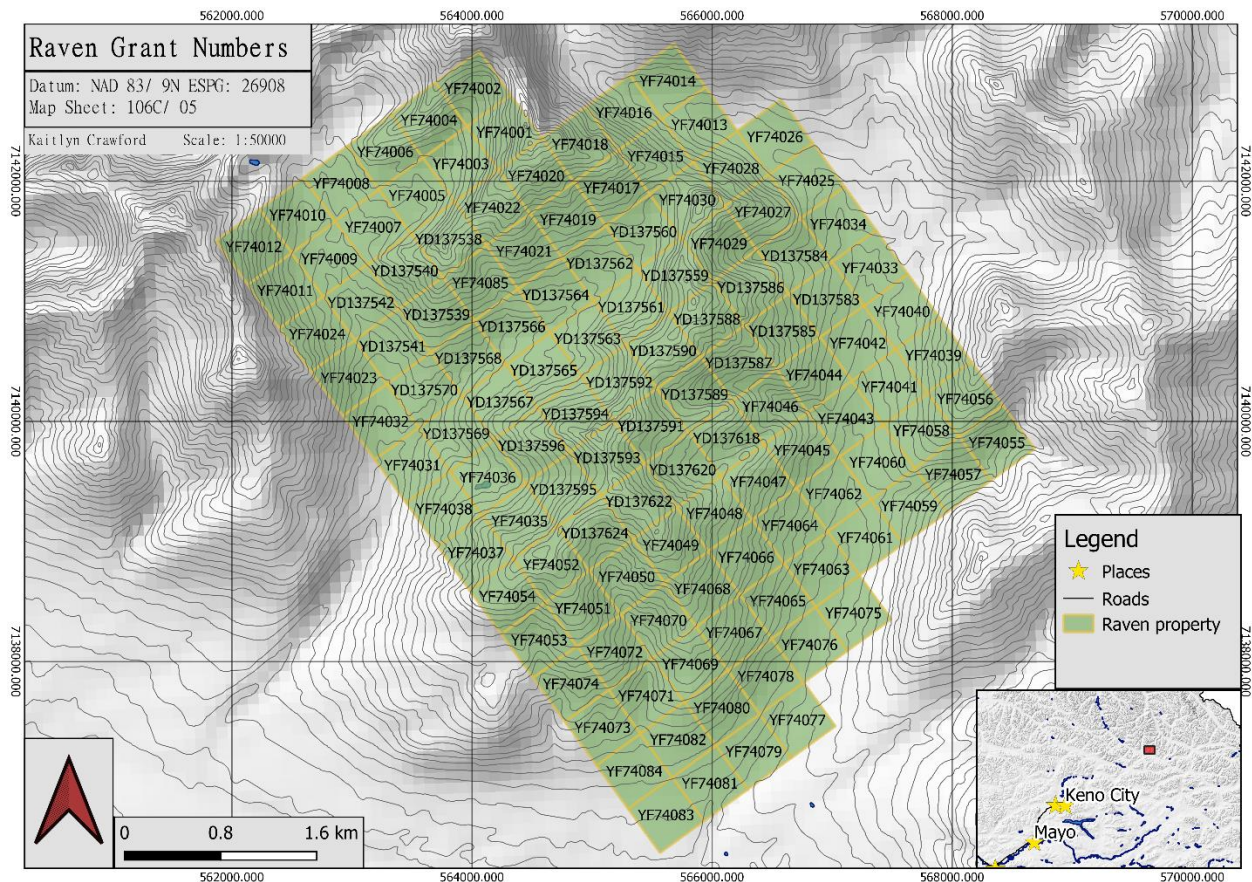 562000.000 564000.000 566000.000 568000.000 570000.000
Raven Grant Numbers
Datum: NAD 83/ 9N ESPG: 26908
Map Sheet: 106C/ 05
Kaitlyn Crawford Scale: 1:50000
7142000.000
7142000.000
7140000.000
7140000.000
7138000.000
7138000.000
YF74014
YF74002
YF74016
YF74004
YF74013
YF74001
YF74026
YF74018
YF74006
YF74015
YF74003
YF74028
YF74020
YF74008
YF74025
YF74017
YF74005
YF74030
YF74022
YF74027
YF74010
YF74019
YF74034
YF74007
YD137560
YD137538
YF74029
YF74012
YF74021
YD137584
YF74009
YD137562
YF74033
YD137540
YD137559
YF74085
YD137586
YF74011
YD137564
YD137583
YD137542
YD137561
YF74040
YD137539
YD137588
YD137566
YD137585
YF74024
YD137563
YF74042
YD137541
YD137590
YF74039
YD137568
YD137587
YD137565
YF74044
YF74023
YD137592
YF74041
YD137570
YD137589
YF74056
YD137567
YF74046
YD137594
YF74043
YF74032
YD137591
YF74058
YD137569
YD137618
YF74055
YD137596
YF74045
YD137593
YF74060
YF74031
YD137620
YF74057
YF74036
YF74047
YD137595
YF74062
YD137622
YF74059
YF74038
YF74048
YF74035
YF74064
YD137624
YF74061
YF74049
YF74037
YF74066
YF74052
YF74063
YF74050
YF74068
YF74054
YF74065
YF74051
YF74075
YF74070
YF74067
YF74053
YF74076
YF74072
YF74069
YF74078
YF74074
YF74071
YF74080
YF74077
YF74073
YF74082
YF74079
YF74084
YF74081
YF74083
Legend
Places
Roads
Raven property
Keno City
Mayo
0 0.8 1.6 km
562000.000 564000.000 566000.000 568000.000 570000.000